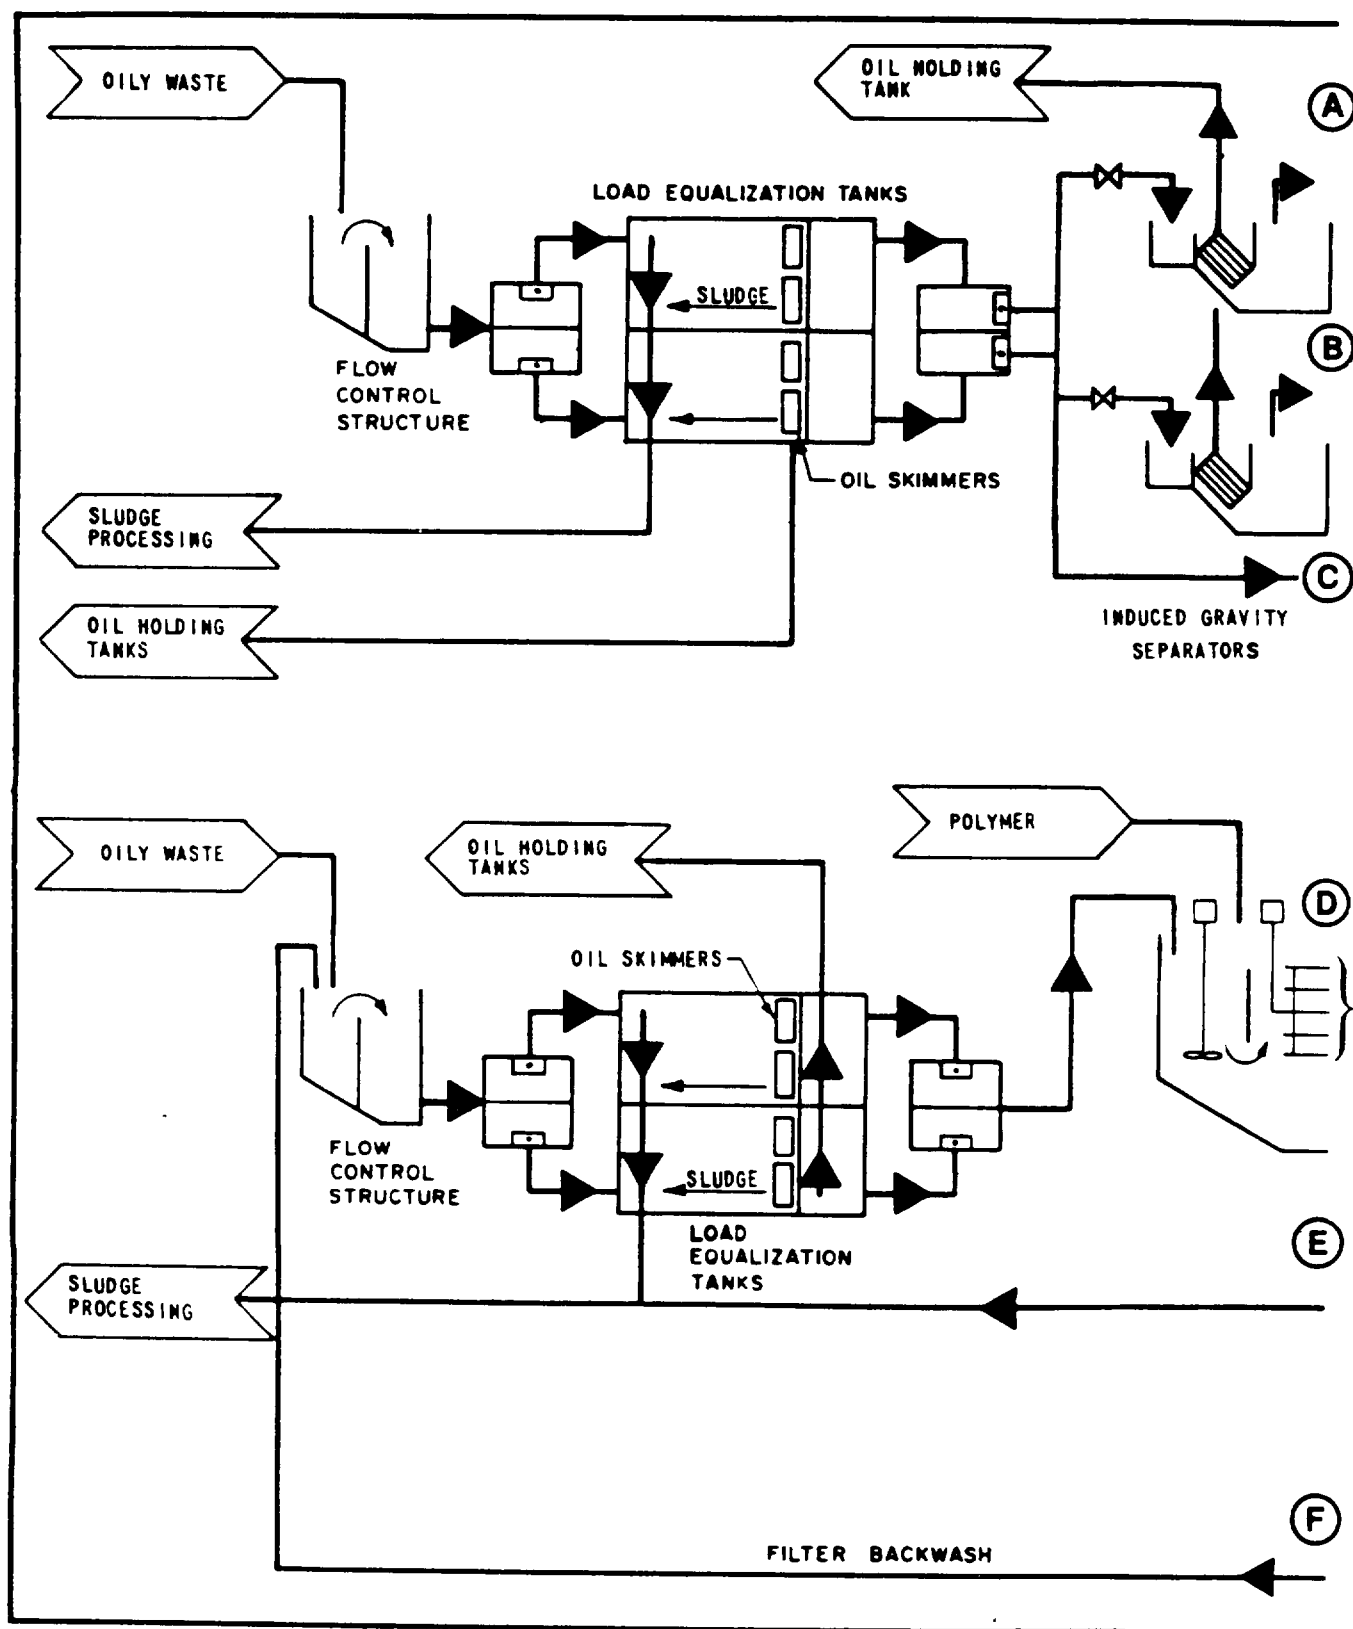 OILY WASTE
OIL HOLDING
TANK
A
LOAD EQUALIZATION TANKS
SLUDGE
FLOW
CONTROL
STRUCTURE
B
OIL SKIMMERS
SLUDGE
PROCESSING
C
INDUCED GRAVITY
SEPARATORS
OIL HOLDING
TANKS
POLYMER
OILY WASTE
OIL HOLDING
TANKS
D
OIL SKIMMERS
FLOW
CONTROL
STRUCTURE
SLUDGE
LOAD
EQUALIZATION
TANKS
E
SLUDGE
PROCESSING
F
FILTER BACKWASH